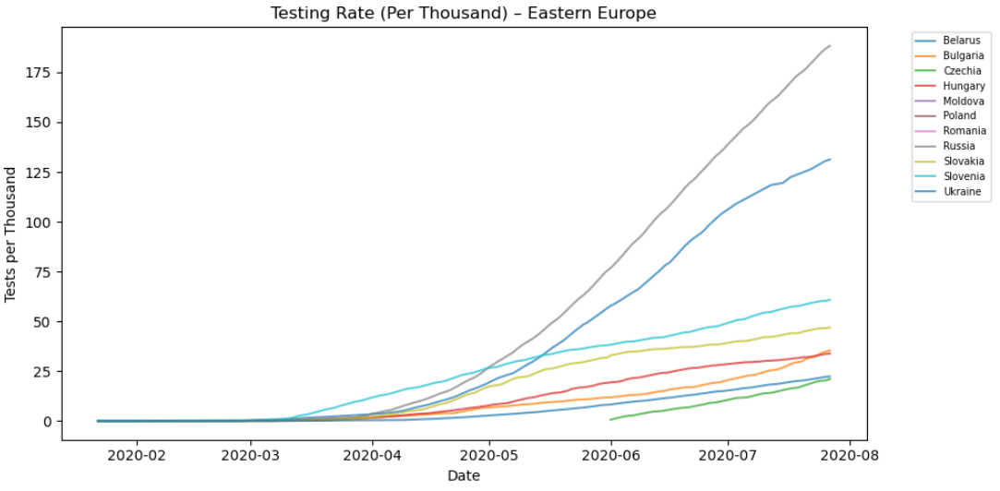 Testing Rate (Per Thousand) – Eastern Europe
Tests per Thousand
175
150
125
100
75
50
25
0
2020-02
2020-03
2020-04
2020-05
2020-06
2020-07
2020-08
Date
Belarus
Bulgaria
Czechia
Hungary
Moldova
Poland
Romania
Russia
Slovakia
Slovenia
Ukraine